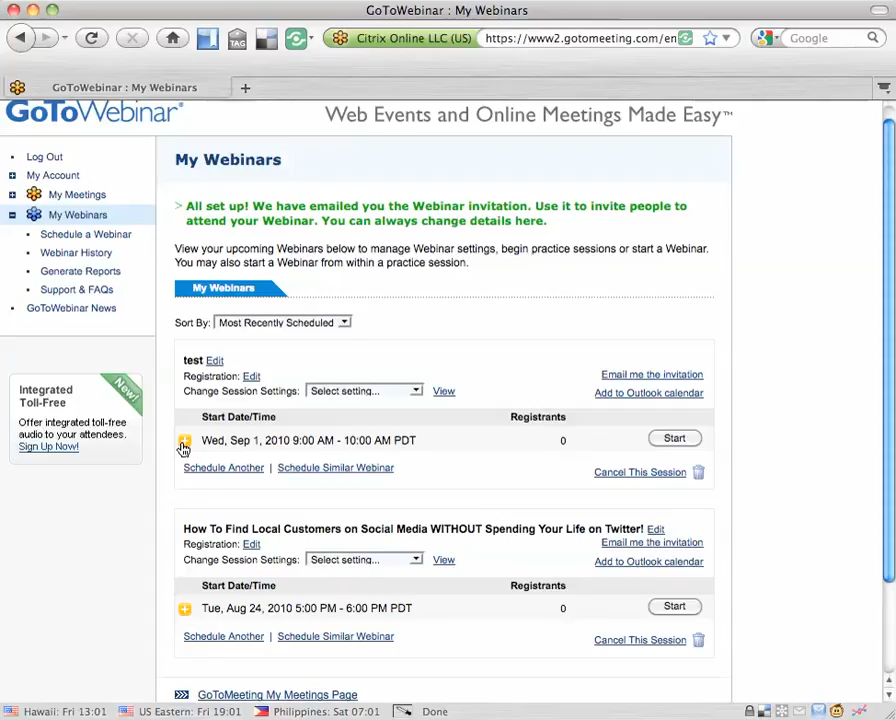 GoToWebinar : My Webinars
TAG
Citrix Online LLC (US)
https://www2.gotomeeting.com/en
Google
GoToWebinar : My Webinars
GoToWebinar®
Web Events and Online Meetings Made Easy™
Log Out
My Account
My Meetings
My Webinars
Schedule a Webinar
Webinar History
Generate Reports
Support & FAQs
GoToWebinar News
Integrated
Toll-Free
New!
Offer integrated toll-free
audio to your attendees.
Sign Up Now!
My Webinars
> All set up! We have emailed you the Webinar invitation. Use it to invite people to
attend your Webinar. You can always change details here.
View your upcoming Webinars below to manage Webinar settings, begin practice sessions or start a Webinar.
You may also start a Webinar from within a practice session.
My Webinars
Sort By: Most Recently Scheduled
test Edit
Registration: Edit
Email me the invitation
Change Session Settings: Select setting... View
Add to Outlook calendar
Start Date/Time Registrants
Wed, Sep 1, 2010 9:00 AM - 10:00 AM PDT 0 Start
Schedule Another | Schedule Similar Webinar
Cancel This Session
How To Find Local Customers on Social Media WITHOUT Spending Your Life on Twitter! Edit
Registration: Edit
Email me the invitation
Change Session Settings: Select setting... View
Add to Outlook calendar
Start Date/Time Registrants
Tue, Aug 24, 2010 5:00 PM - 6:00 PM PDT 0 Start
Schedule Another | Schedule Similar Webinar
Cancel This Session
GoToMeeting My Meetings Page
Hawaii: Fri 13:01 US Eastern: Fri 19:01 Philippines: Sat 07:01 Done